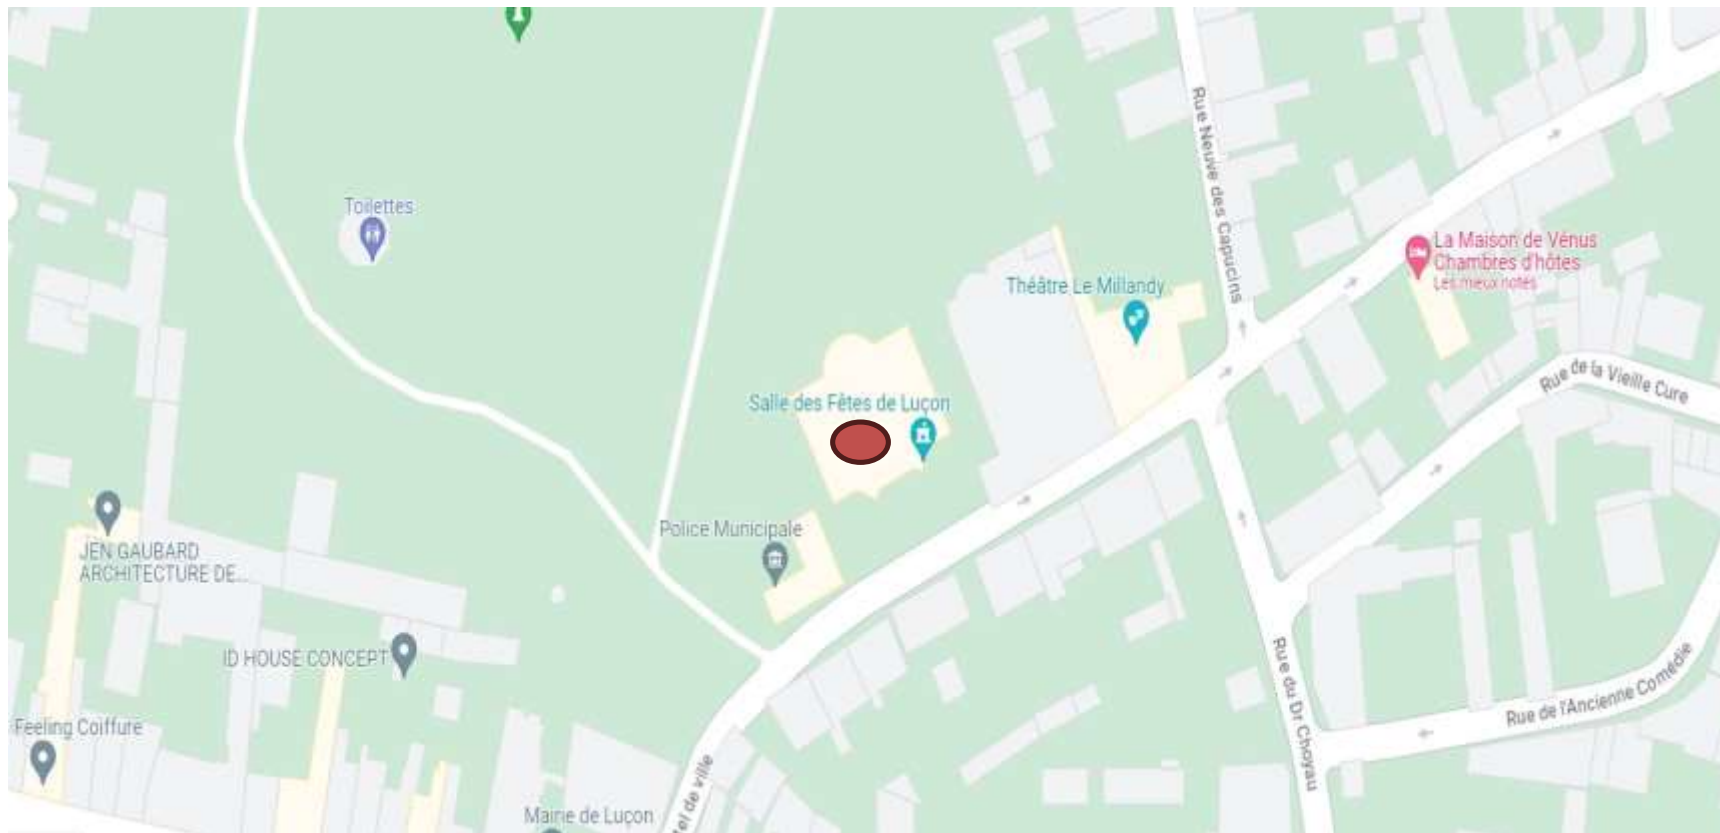 Rue Neuve des Capucins
Toilettes
La Maison de Vénus
Chambres d'hôtes
Les mieux notés
Théâtre Le Millandy
Rue de la Vieille Cure
Salle des Fêtes de Luçon
Police Municipale
JEN GAUBARD
ARCHITECTURE DE...
ID HOUSE CONCEPT
Rue du Dr Choyau
Rue de l'Ancienne Comédie
Feeling Coiffure
Mairie de Luçon
tel de ville